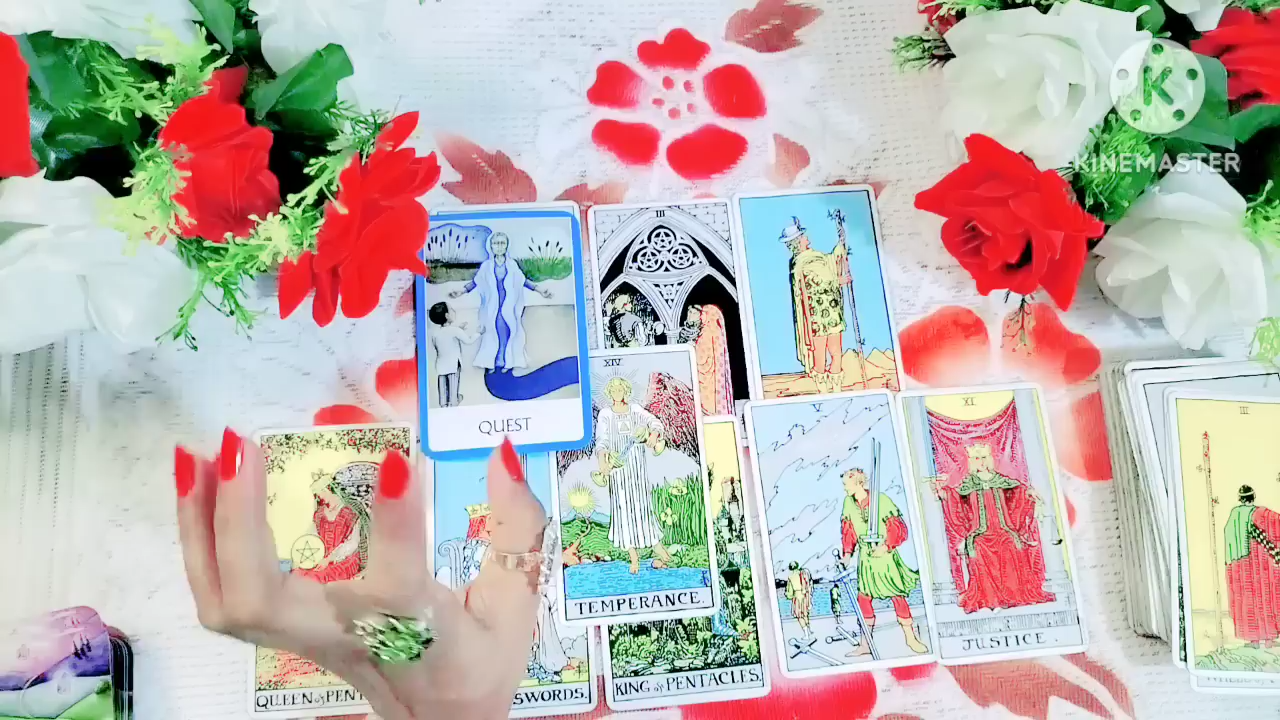 K
KINEMASTER
III
QUEST
XIV
V
XI
III
TEMPERANCE.
JUSTICE.
QUEEN of PENT
SWORDS.
KING of PENTACLES.